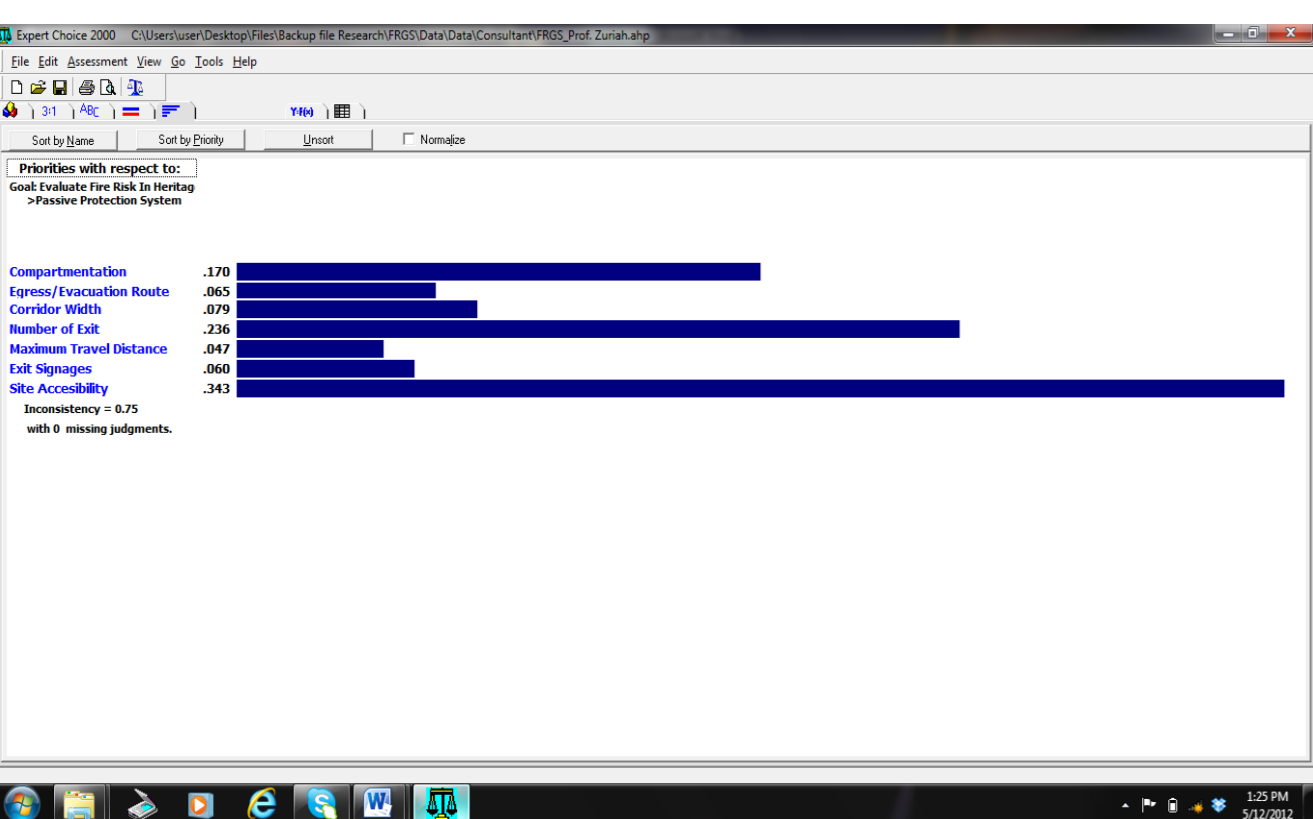 Expert Choice 2000 C:\Users\user\Desktop\Files\Backup file Research\FRGS\Data\Data\Consultant\FRGS_Prof. Zuriah.ahp
File Edit Assessment View Go Tools Help
3:1 ABC Y:F(x)
Sort by Name Sort by Priority Unsort Normalize
Priorities with respect to:
Goal: Evaluate Fire Risk In Heritag
>Passive Protection System
Compartmentation .170
Egress/Evacuation Route .065
Corridor Width .079
Number of Exit .236
Maximum Travel Distance .047
Exit Signages .060
Site Accesibility .343
Inconsistency = 0.75
with 0 missing judgments.
1:25 PM
5/12/2012